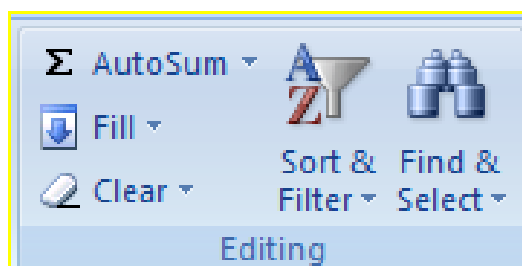 Σ AutoSum
Fill
Clear
A
Z
Sort &
Filter
Find &
Select
Editing